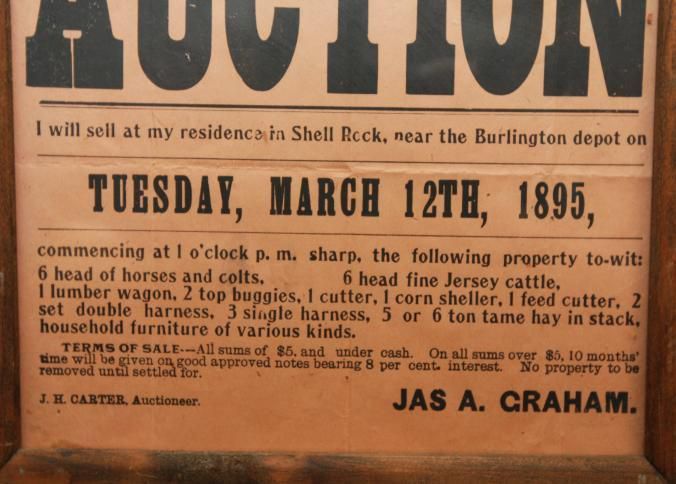 AUCTION
I will sell at my residence in Shell Rock, near the Burlington depot on
TUESDAY, MARCH 12TH, 1895,
commencing at 1 o'clock p. m. sharp, the following property to-wit:
6 head of horses and colts, 6 head fine Jersey cattle,
1 lumber wagon, 2 top buggies, 1 cutter, 1 corn sheller, 1 feed cutter, 2
set double harness, 3 single harness, 5 or 6 ton tame hay in stack,
household furniture of various kinds.
TERMS OF SALE.--All sums of $5, and under cash. On all sums over $5, 10 months'
time will be given on good approved notes bearing 8 per cent. interest. No property to be
removed until settled for.
J. H. CARTER, Auctioneer.
JAS A. GRAHAM.